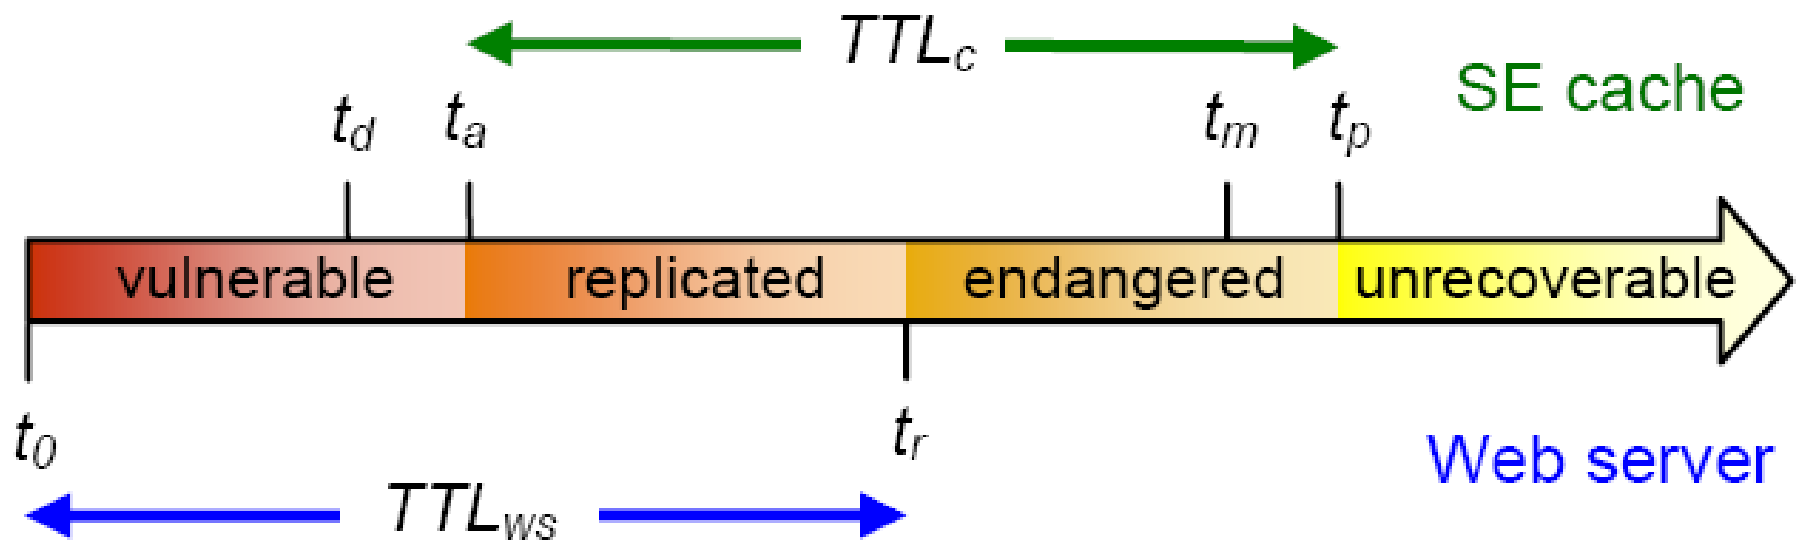 TTLc
SE cache
td ta tm tp
vulnerable replicated endangered unrecoverable
t0 tr
Web server
TTLws